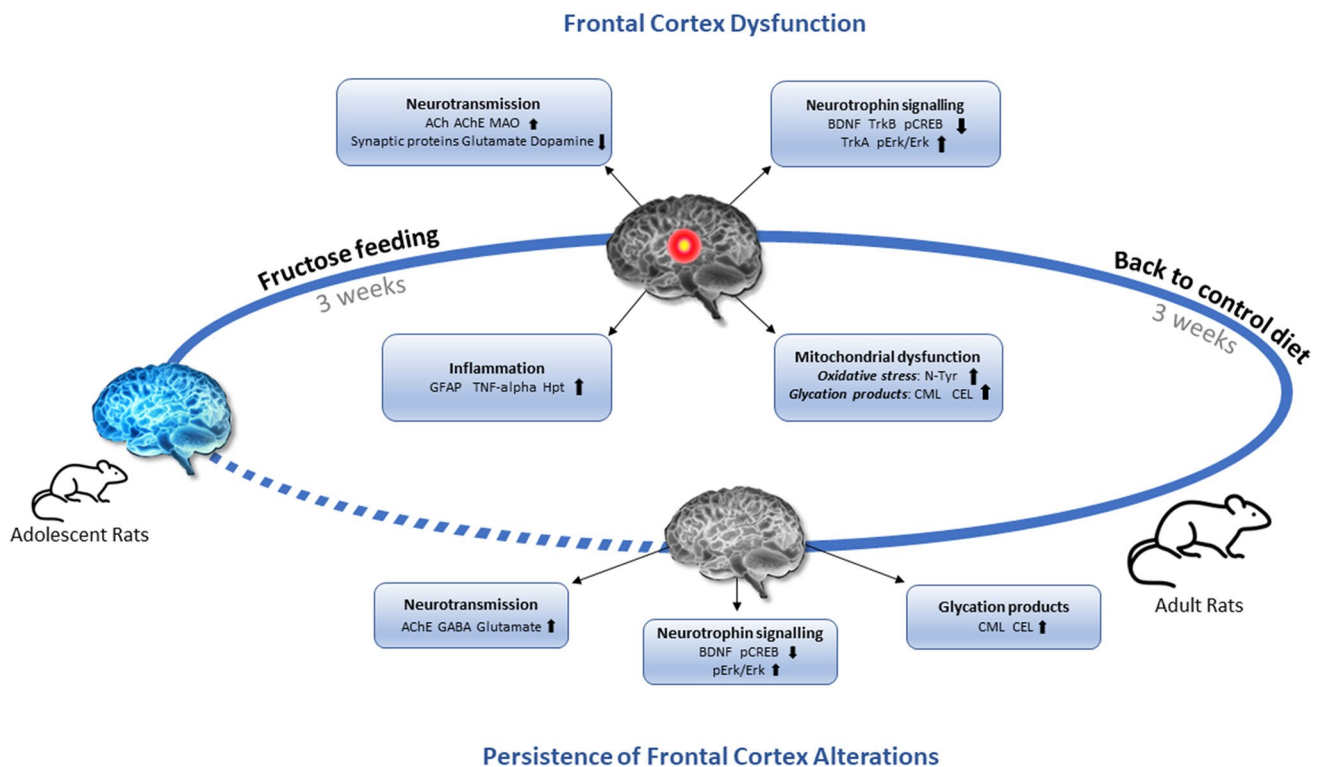 Frontal Cortex Dysfunction
Neurotransmission
ACh AChE MAO
Synaptic proteins Glutamate Dopamine
Neurotrophin signalling
BDNF TrkB pCREB
TrkA pErk/Erk
Fructose feeding
3 weeks
Back to control diet
3 weeks
Inflammation
GFAP TNF-alpha Hpt
Mitochondrial dysfunction
Oxidative stress: N-Tyr
Glycation products: CML CEL
Adolescent Rats
Adult Rats
Neurotransmission
AChE GABA Glutamate
Neurotrophin signalling
BDNF pCREB
pErk/Erk
Glycation products
CML CEL
Persistence of Frontal Cortex Alterations